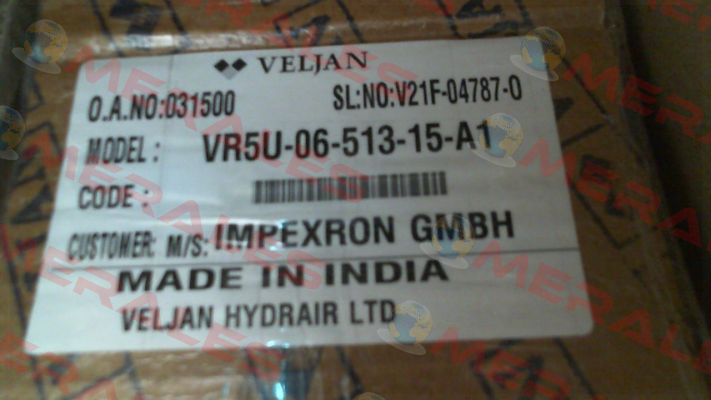 VELJAN
O.A.NO:031500 SL:NO:V21F-04787-0
MODEL: VR5U-06-513-15-A1
CODE:
CUSTOMER: M/S: IMPEXRON GMBH
MADE IN INDIA
VELJAN HYDRAIR LTD